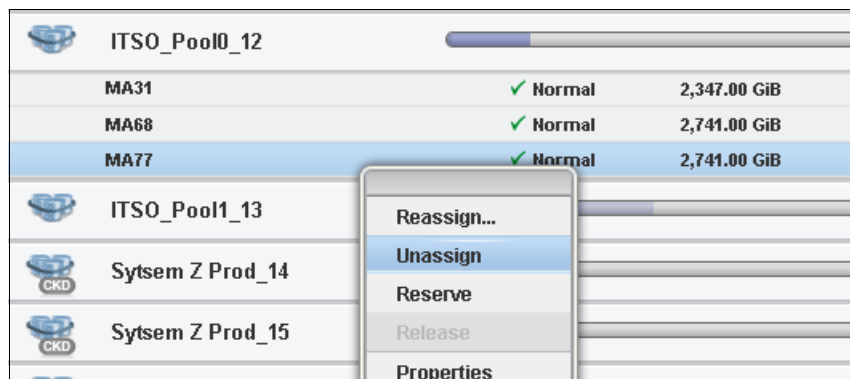 ITSO_Pool0_12
MA31 Normal 2,347.00 GiB
MA68 Normal 2,741.00 GiB
MA77 Normal 2,741.00 GiB
ITSO_Pool1_13
Reassign...
Unassign
Sytsem Z Prod_14
CKD
Reserve
Sytsem Z Prod_15
CKD
Release
Properties